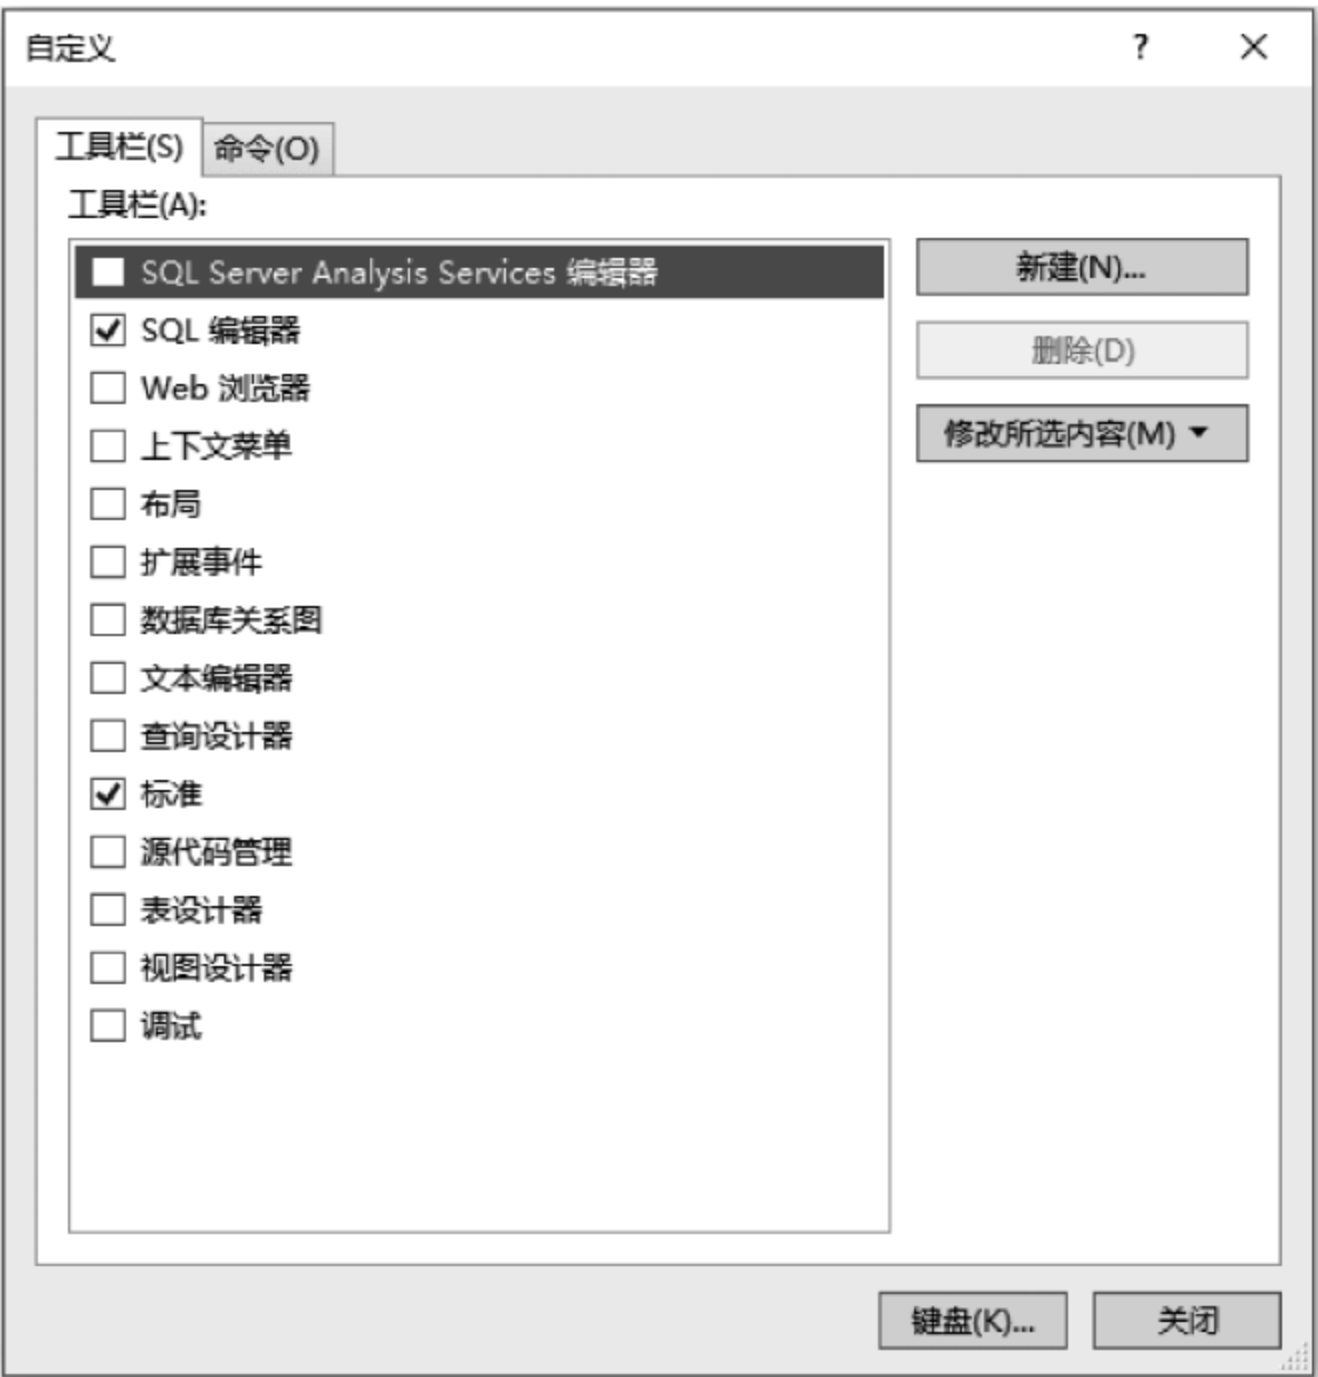 自定义
?
工具栏(S)
命令(O)
工具栏(A):
SQL Server Analysis Services 编辑器
SQL 编辑器
Web 浏览器
上下文菜单
布局
扩展事件
数据库关系图
文本编辑器
查询设计器
标准
源代码管理
表设计器
视图设计器
调试
新建(N)...
删除(D)
修改所选内容(M)
键盘(K)...
关闭